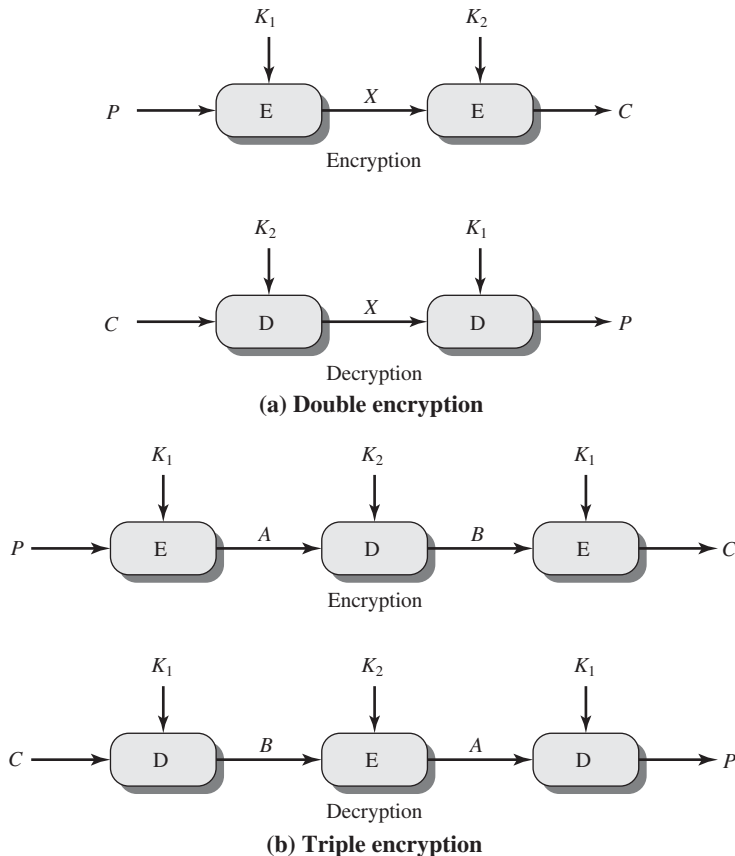 K₁ K₂
P E X E C
Encryption
K₂ K₁
C D X D P
Decryption
(a) Double encryption
K₁ K₂ K₁
P E A D B E C
Encryption
K₁ K₂ K₁
C D B E A D P
Decryption
(b) Triple encryption